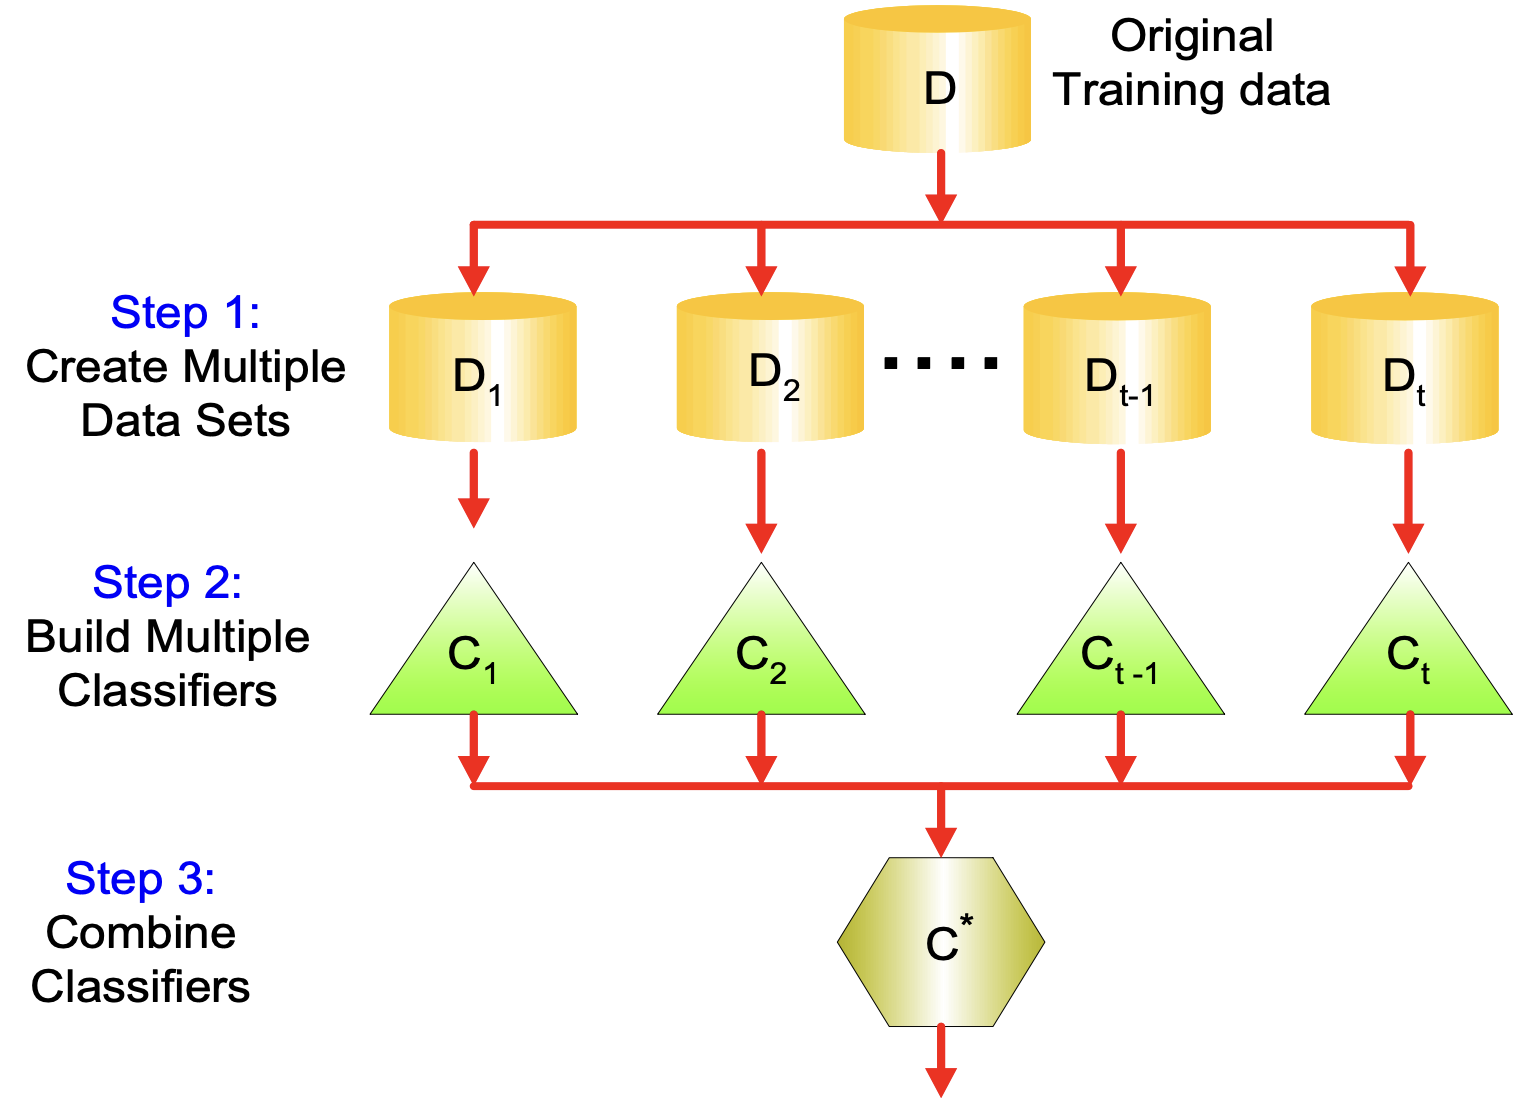 D
Original
Training data
Step 1:
Create Multiple
Data Sets
D1
D2
....
Dt-1
Dt
Step 2:
Build Multiple
Classifiers
C1
C2
Ct -1
Ct
Step 3:
Combine
Classifiers
C*